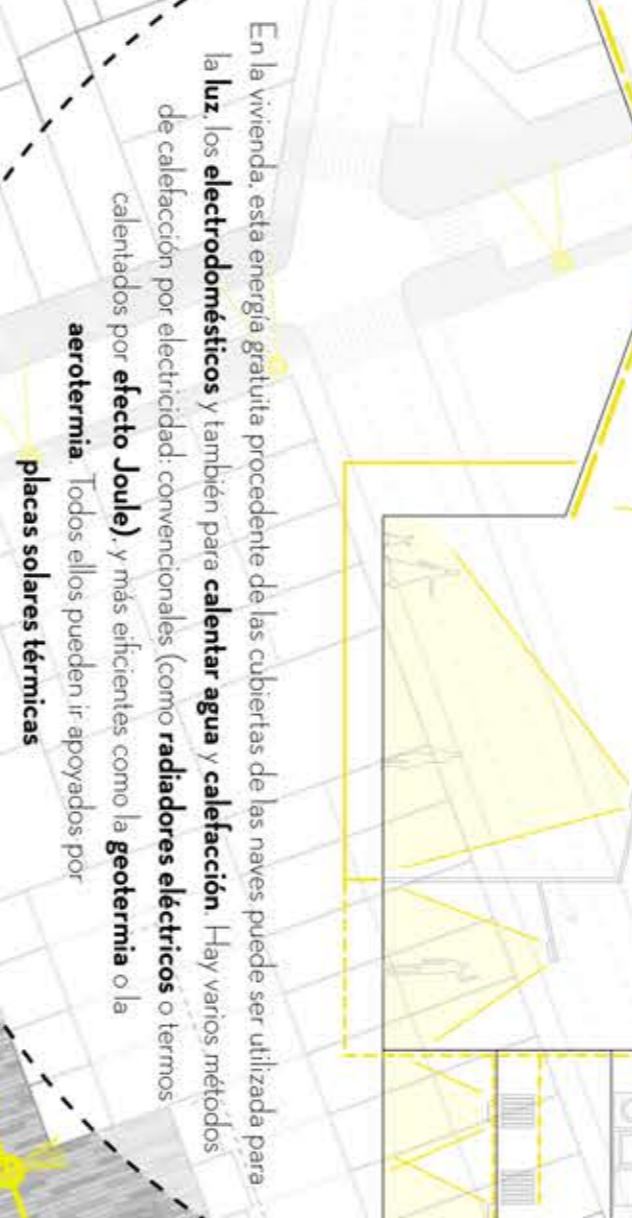 En la vivienda, esta energía gratuita procedente de las cubiertas de las naves puede ser utilizada para
la luz, los electrodomésticos y también para calentar agua y calefacción. Hay varios métodos
de calefacción por electricidad: convencionales (como radiadores eléctricos o termos
calentados por efecto Joule), y más eificientes como la geotermia o la
aerotermia. Todos ellos pueden ir apoyados por
placas solares térmicas